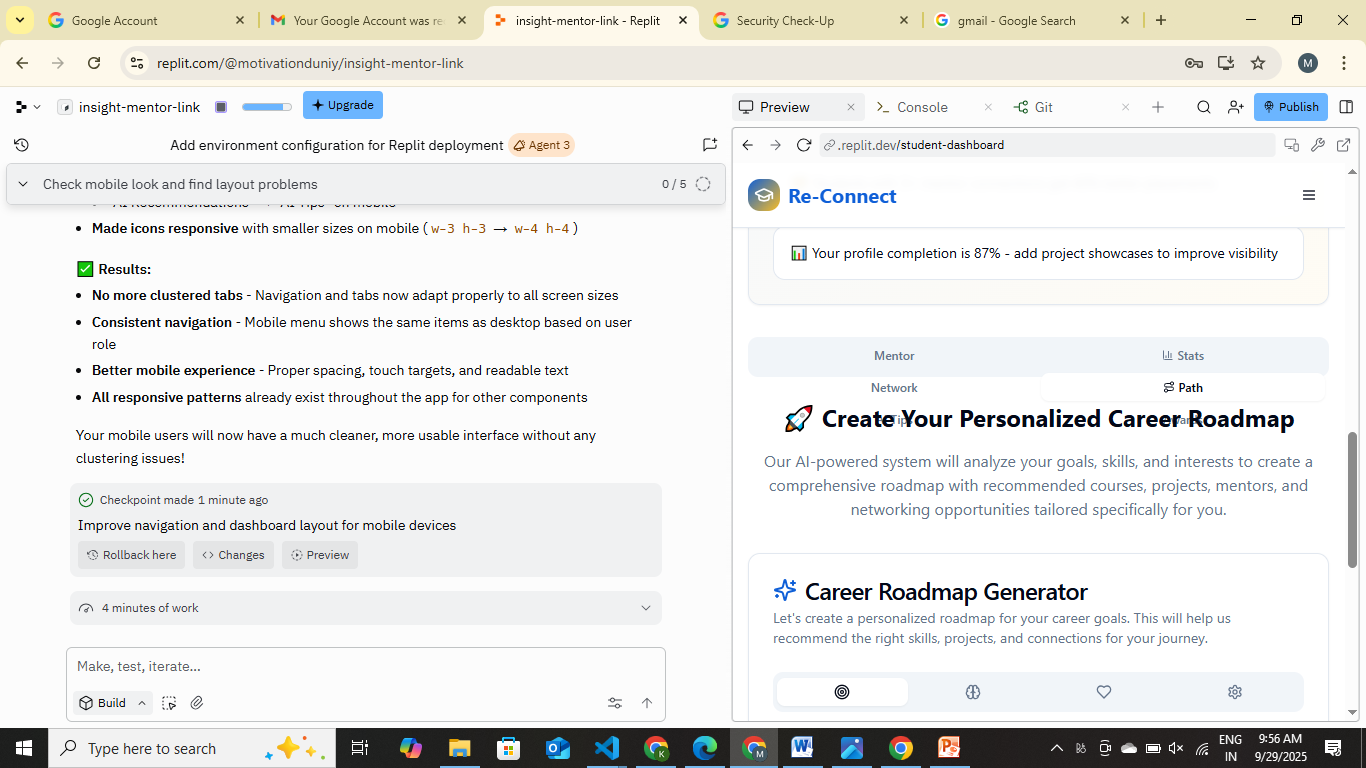 Google Account
Your Google Account was re
insight-mentor-link - Replit
Security Check-Up
gmail - Google Search
replit.com/@motivationduniy/insight-mentor-link
M
insight-mentor-link
Upgrade
Preview
Console
Git
Publish
Add environment configuration for Replit deployment
Agent 3
.replit.dev/student-dashboard
Check mobile look and find layout problems
0 / 5
Made icons responsive with smaller sizes on mobile ( w-3 h-3 → w-4 h-4 )
✅ Results:
No more clustered tabs - Navigation and tabs now adapt properly to all screen sizes
Consistent navigation - Mobile menu shows the same items as desktop based on user
role
Better mobile experience - Proper spacing, touch targets, and readable text
All responsive patterns already exist throughout the app for other components
Your mobile users will now have a much cleaner, more usable interface without any
clustering issues!
Checkpoint made 1 minute ago
Improve navigation and dashboard layout for mobile devices
Rollback here
Changes
Preview
4 minutes of work
Make, test, iterate...
Build
Re-Connect
📊 Your profile completion is 87% - add project showcases to improve visibility
Mentor
Stats
Network
Path
Tips
🚀 Create Your Personalized Career Roadmap
Our AI-powered system will analyze your goals, skills, and interests to create a
comprehensive roadmap with recommended courses, projects, mentors, and
networking opportunities tailored specifically for you.
Career Roadmap Generator
Let's create a personalized roadmap for your career goals. This will help us
recommend the right skills, projects, and connections for your journey.
Type here to search
ENG
IN
9:56 AM
9/29/2025